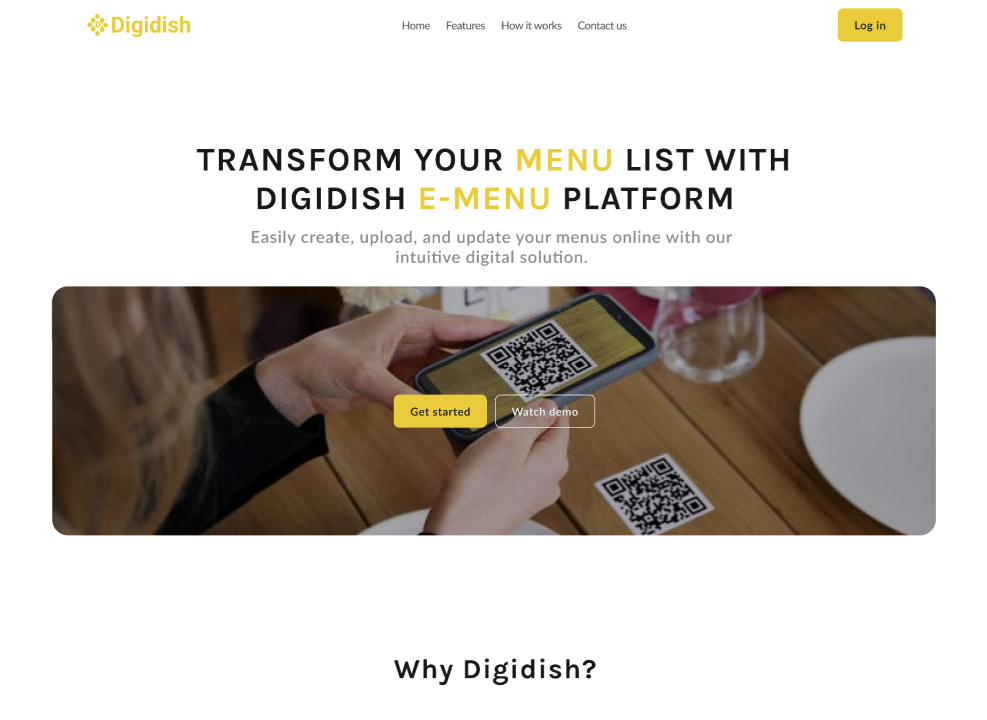 Digidish
Home
Features
How it works
Contact us
Log in
TRANSFORM YOUR MENU LIST WITH
DIGIDISH E-MENU PLATFORM
Easily create, upload, and update your menus online with our
intuitive digital solution.
Get started
Watch demo
Why Digidish?